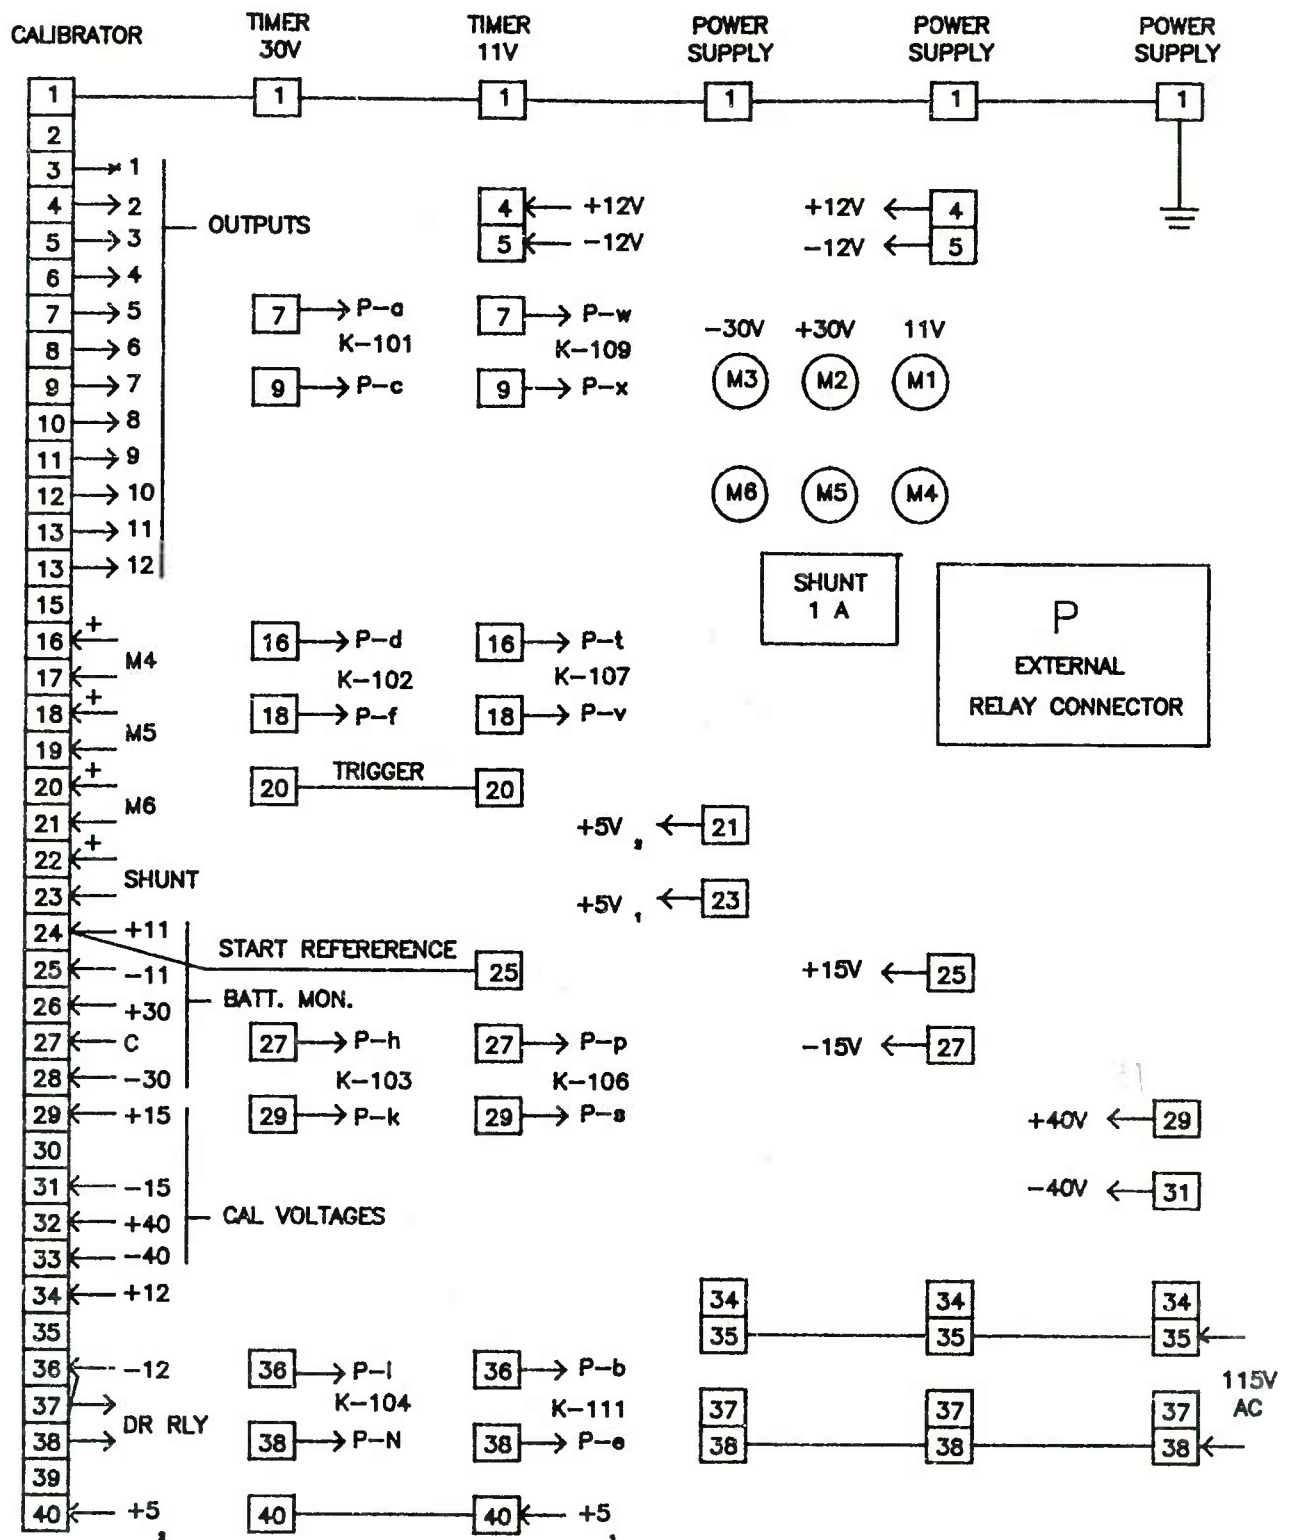 CALIBRATOR
TIMER
30V
TIMER
11V
POWER
SUPPLY
POWER
SUPPLY
POWER
SUPPLY
1 1 1 1 1 1
2
3 1
4 2 4 +12V +12V 4
OUTPUTS
5 3 5 -12V -12V 5
6 4
7 5 7 P-a 7 P-w
K-101 K-109
-30V +30V 11V
8 6
9 7 9 P-c 9 P-x
M3 M2 M1
10 8
11 9
12 10
M6 M5 M4
13 11
13 12
SHUNT
1 A
15
P
EXTERNAL
RELAY CONNECTOR
16 + 16 P-d 16 P-t
M4 K-102 K-107
17
18 + 18 P-f 18 P-v
M5
19
20 + 20 TRIGGER 20
M6
21 +5V 2 21
22 +
SHUNT
23 +5V 1 23
24 +11
START REFERERENCE
25 -11 25 +15V 25
BATT. MON.
26 +30
27 C 27 P-h 27 P-p -15V 27
K-103 K-106
28 -30
29 +15 29 P-k 29 P-s +40V 29
30
31 -15 -40V 31
CAL VOLTAGES
32 +40
33 -40
34 +12 34 34 34
35 35 35 35
36 -12 36 P-l 36 P-b
K-104 K-111
115V
AC
37 37 37 37
DR RLY
38 38 P-N 38 P-e 38 38 38
39
40 +5 40 40 +5